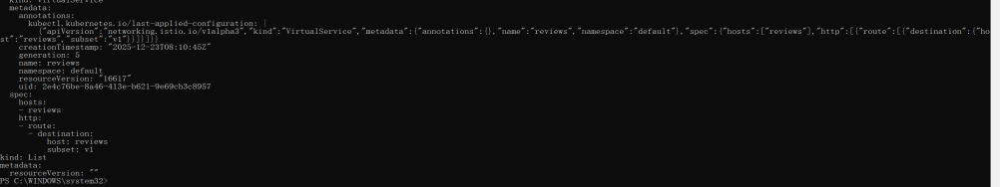 kind: VirtualService
  metadata:
    annotations:
      kubectl.kubernetes.io/last-applied-configuration: |
        {"apiVersion":"networking.istio.io/v1alpha3","kind":"VirtualService","metadata":{"annotations":{},"name":"reviews","namespace":"default"},"spec":{"hosts":["reviews"],"http":[{"route":[{"destination":{"ho
st":"reviews","subset":"v1"}}]}]}}
    creationTimestamp: "2025-12-23T08:10:45Z"
    generation: 5
    name: reviews
    namespace: default
    resourceVersion: "16617"
    uid: 2e4c76be-8a46-413e-b621-9e69cb3c8957
  spec:
    hosts:
    - reviews
    http:
    - route:
      - destination:
          host: reviews
          subset: v1
kind: List
metadata:
  resourceVersion: ""
PS C:\WINDOWS\system32>